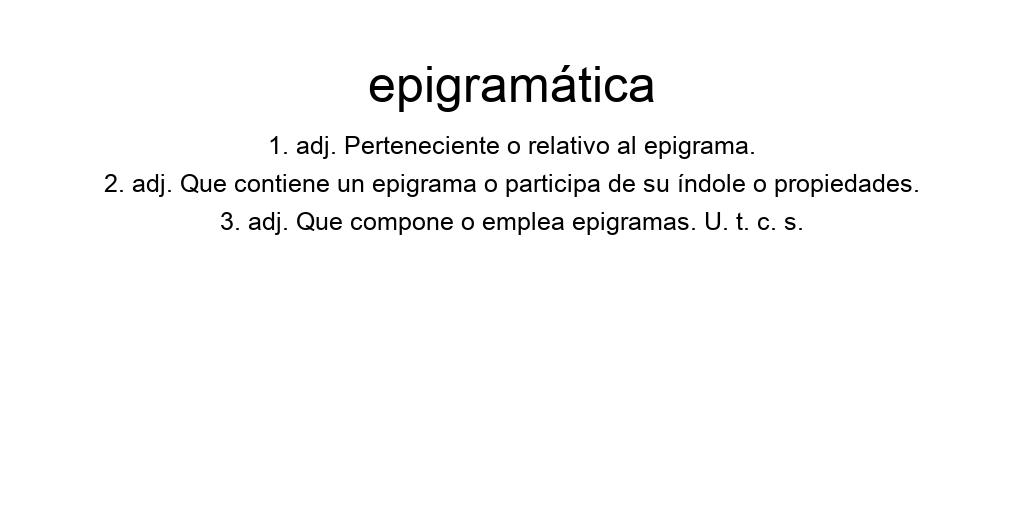 epigramática
1. adj. Perteneciente o relativo al epigrama.
2. adj. Que contiene un epigrama o participa de su índole o propiedades.
3. adj. Que compone o emplea epigramas. U. t. c. s.